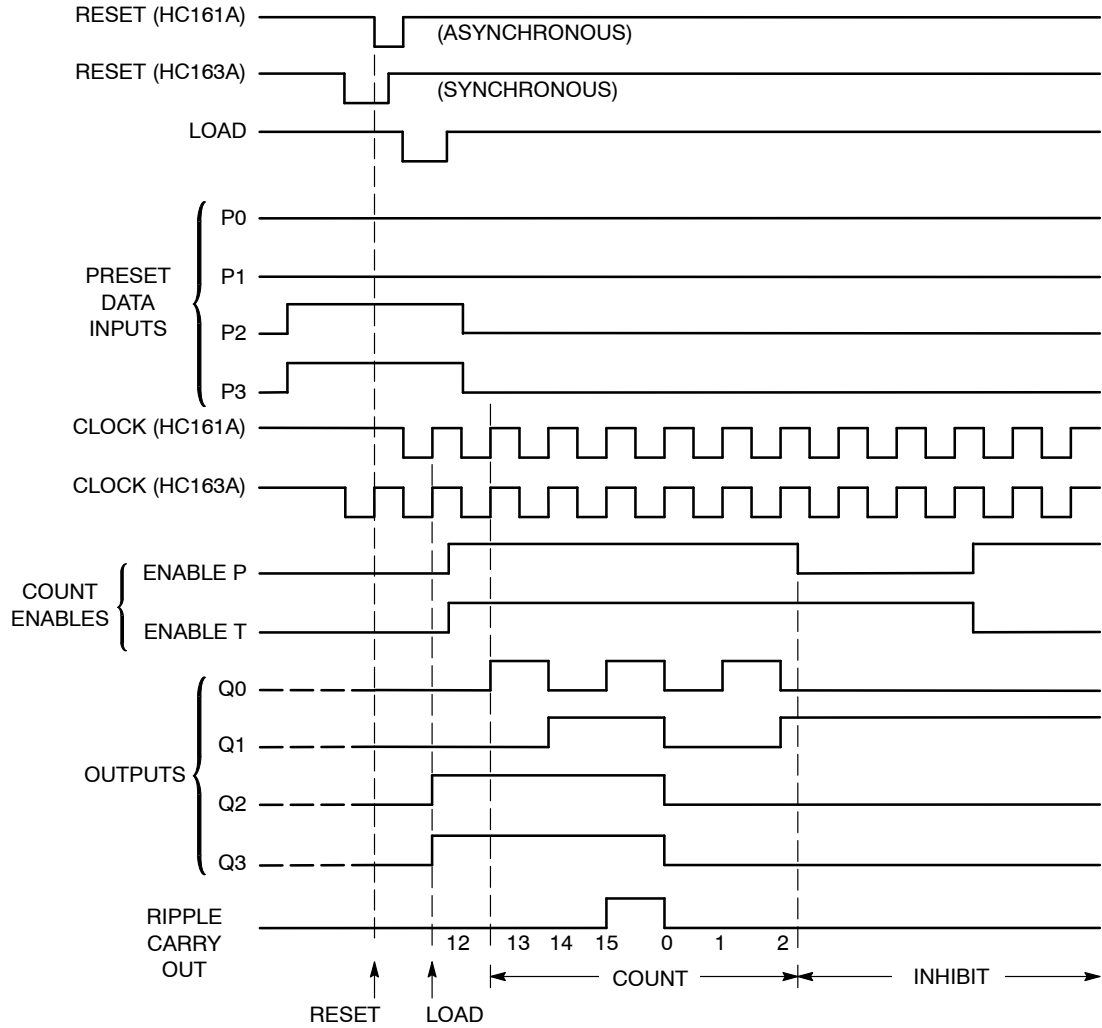 RESET (HC161A)
(ASYNCHRONOUS)
RESET (HC163A)
(SYNCHRONOUS)
LOAD
P0
P1
PRESET
DATA
INPUTS
P2
P3
CLOCK (HC161A)
CLOCK (HC163A)
ENABLE P
COUNT
ENABLES
ENABLE T
Q0
Q1
OUTPUTS
Q2
Q3
RIPPLE
CARRY
OUT
12 13 14 15 0 1 2
COUNT
INHIBIT
RESET
LOAD